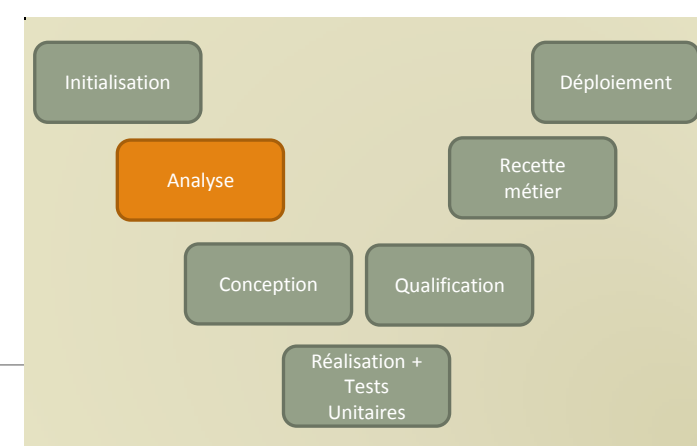 Initialisation
Déploiement
Analyse
Recette
métier
Conception
Qualification
Réalisation +
Tests
Unitaires